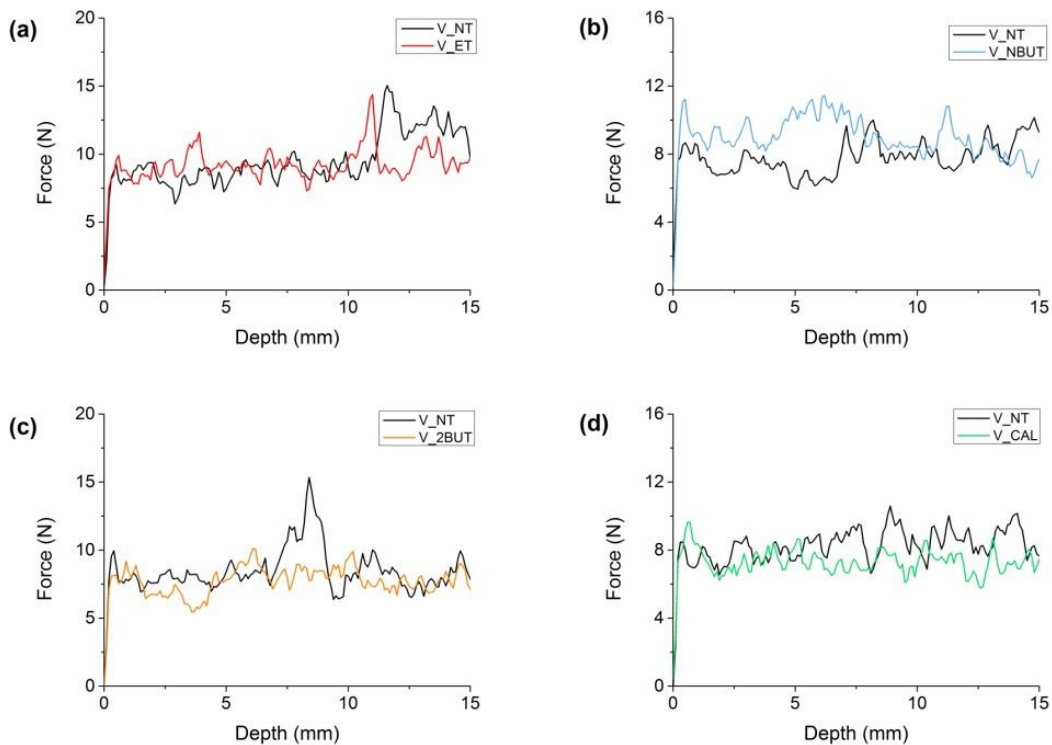 (a)
V_NT
V_ET
20
15
10
5
0
Force (N)
0 5 10 15
Depth (mm)
(b)
V_NT
V_NBUT
16
12
8
4
0
Force (N)
0 5 10 15
Depth (mm)
(c)
V_NT
V_2BUT
20
15
10
5
0
Force (N)
0 5 10 15
Depth (mm)
(d)
V_NT
V_CAL
16
12
8
4
0
Force (N)
0 5 10 15
Depth (mm)